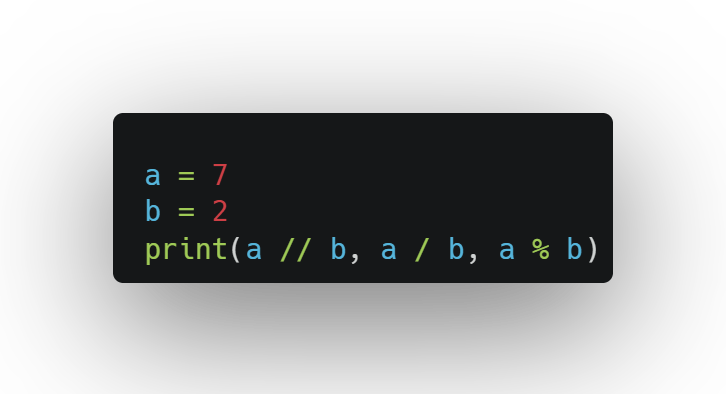 a = 7
b = 2
print(a // b, a / b, a % b)